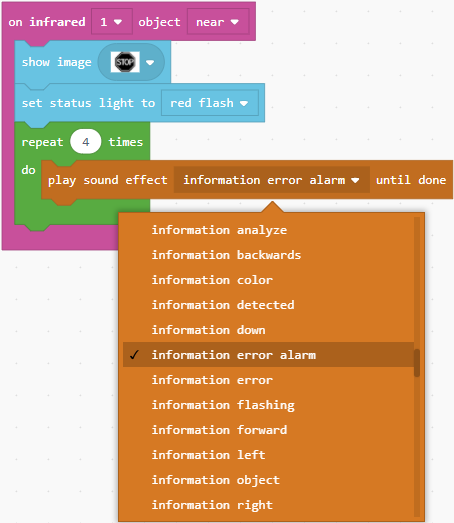 on infrared 1 object near
show image STOP
set status light to red flash
repeat 4 times
do play sound effect information error alarm until done
information analyze
information backwards
information color
information detected
information down
✓ information error alarm
information error
information flashing
information forward
information left
information object
information right